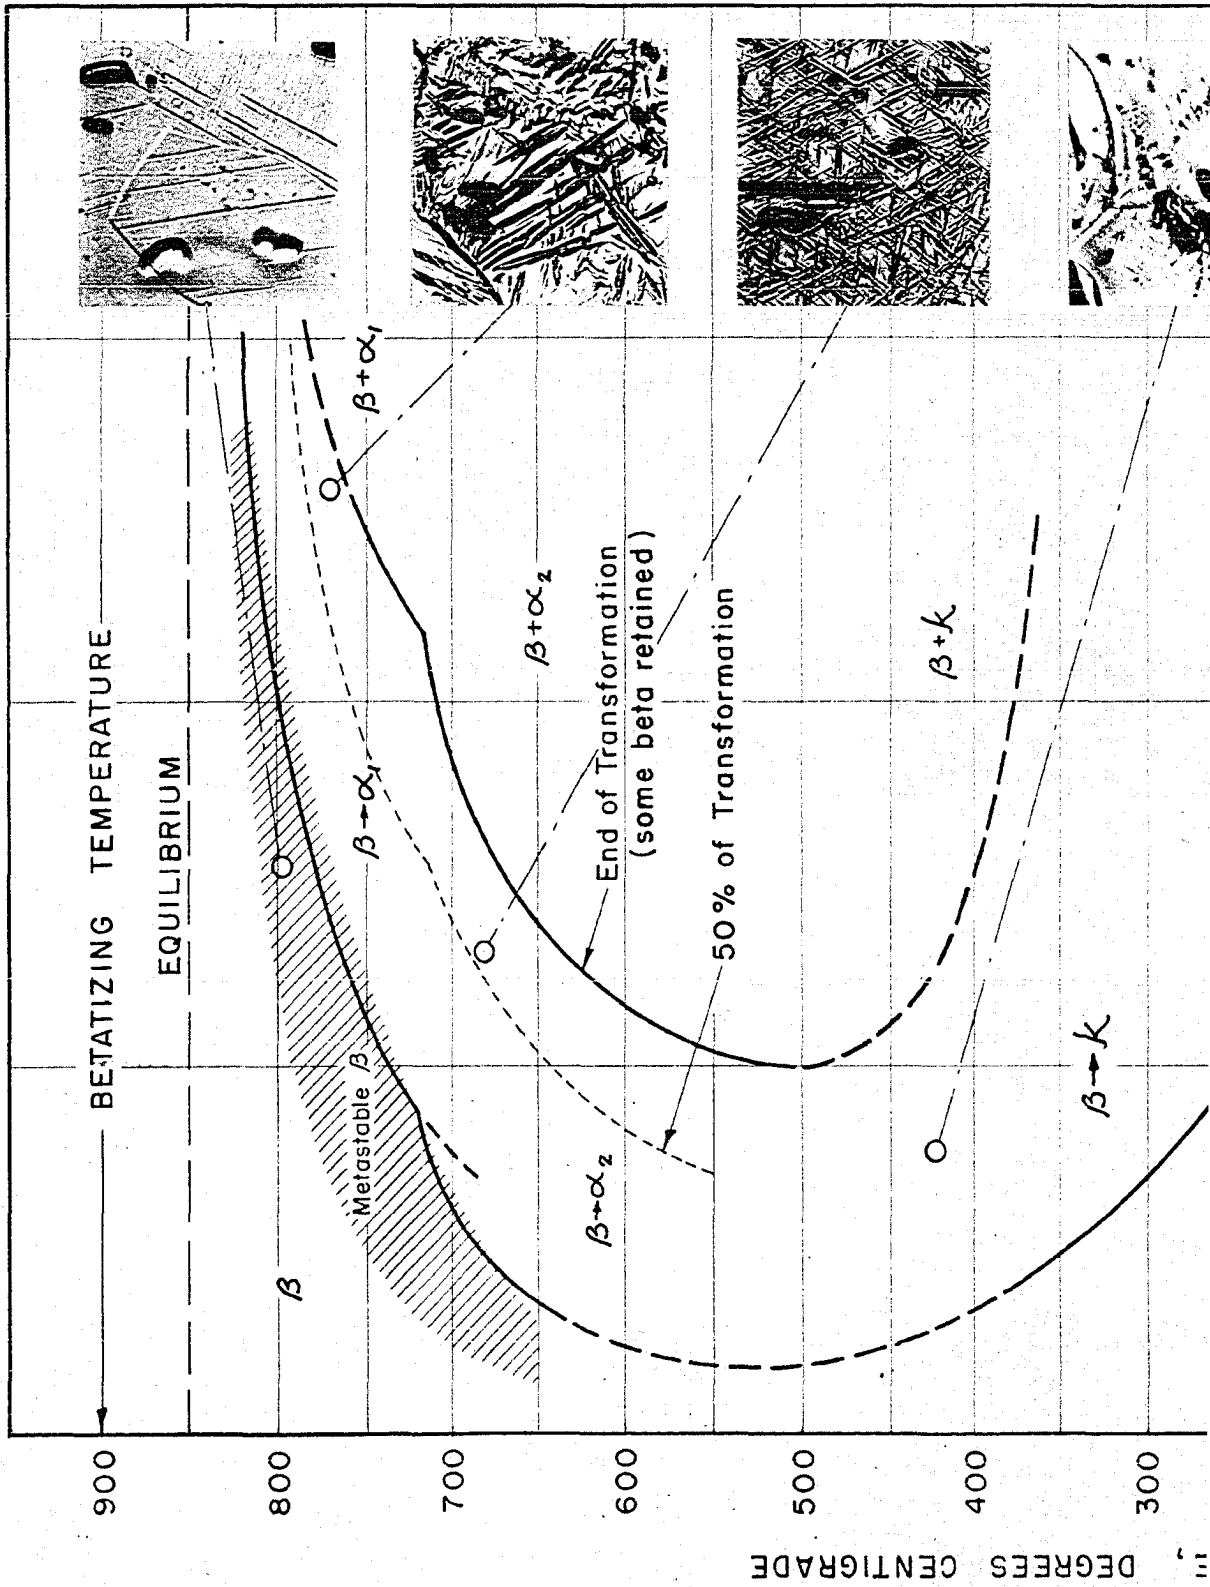 BETATIZING TEMPERATURE
EQUILIBRIUM
β
Metastable β
β→α₁
β+α₁
β→α₂
β+α₂
End of Transformation
(some beta retained)
50% of Transformation
β→k
β+k
900
800
700
600
500
400
300
E, DEGREES CENTIGRADE